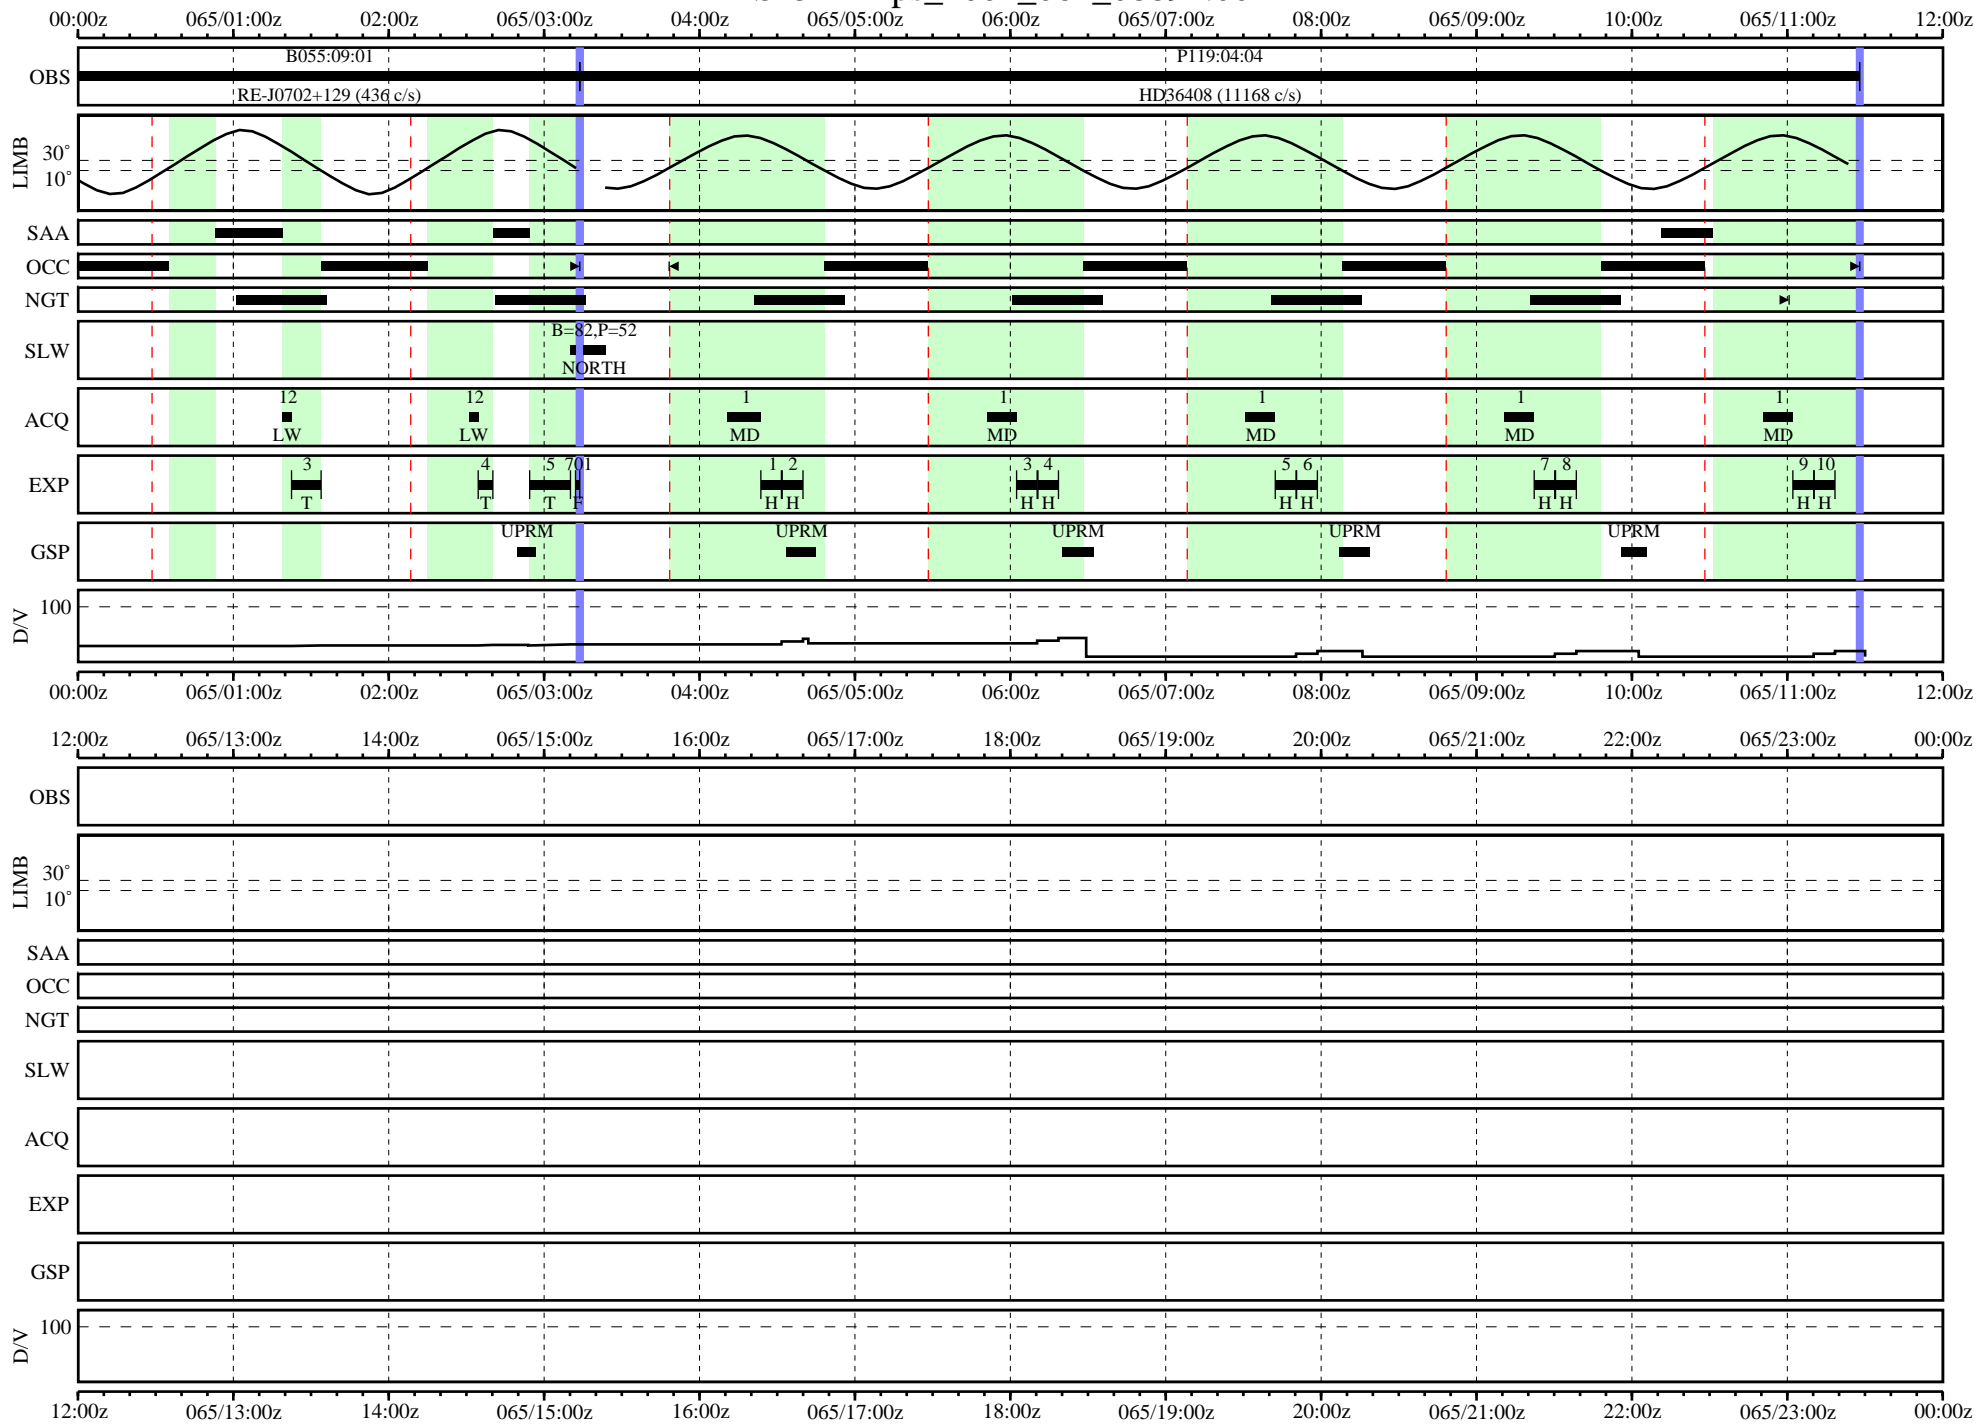 00:00z 065/01:00z 02:00z 065/03:00z 04:00z 065/05:00z 06:00z 065/07:00z 08:00z 065/09:00z 10:00z 065/11:00z 12:00z
B055:09:01 P119:04:04
OBS
RE-J0702+129 (436 c/s) HD36408 (11168 c/s)
LIMB 30° 10°
SAA
OCC
NGT
B=82,P=52
SLW
NORTH
12 12 1 1 1 1 1
ACQ
LW LW MD MD MD MD MD
3 4 5 701 1 2 3 4 5 6 7 8 9 10
EXP
T T T F H H H H H H H H H H
UPRM UPRM UPRM UPRM UPRM
GSP
D/V 100
00:00z 065/01:00z 02:00z 065/03:00z 04:00z 065/05:00z 06:00z 065/07:00z 08:00z 065/09:00z 10:00z 065/11:00z 12:00z
12:00z 065/13:00z 14:00z 065/15:00z 16:00z 065/17:00z 18:00z 065/19:00z 20:00z 065/21:00z 22:00z 065/23:00z 00:00z
OBS
LIMB 30° 10°
SAA
OCC
NGT
SLW
ACQ
EXP
GSP
D/V 100
12:00z 065/13:00z 14:00z 065/15:00z 16:00z 065/17:00z 18:00z 065/19:00z 20:00z 065/21:00z 22:00z 065/23:00z 00:00z